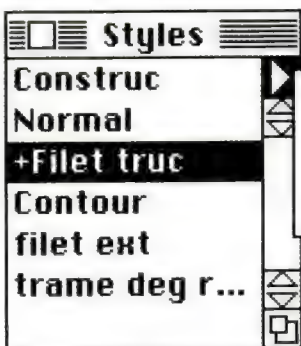 Styles
Construc
Normal
+Filet truc
Contour
filet ext
trame deg r...